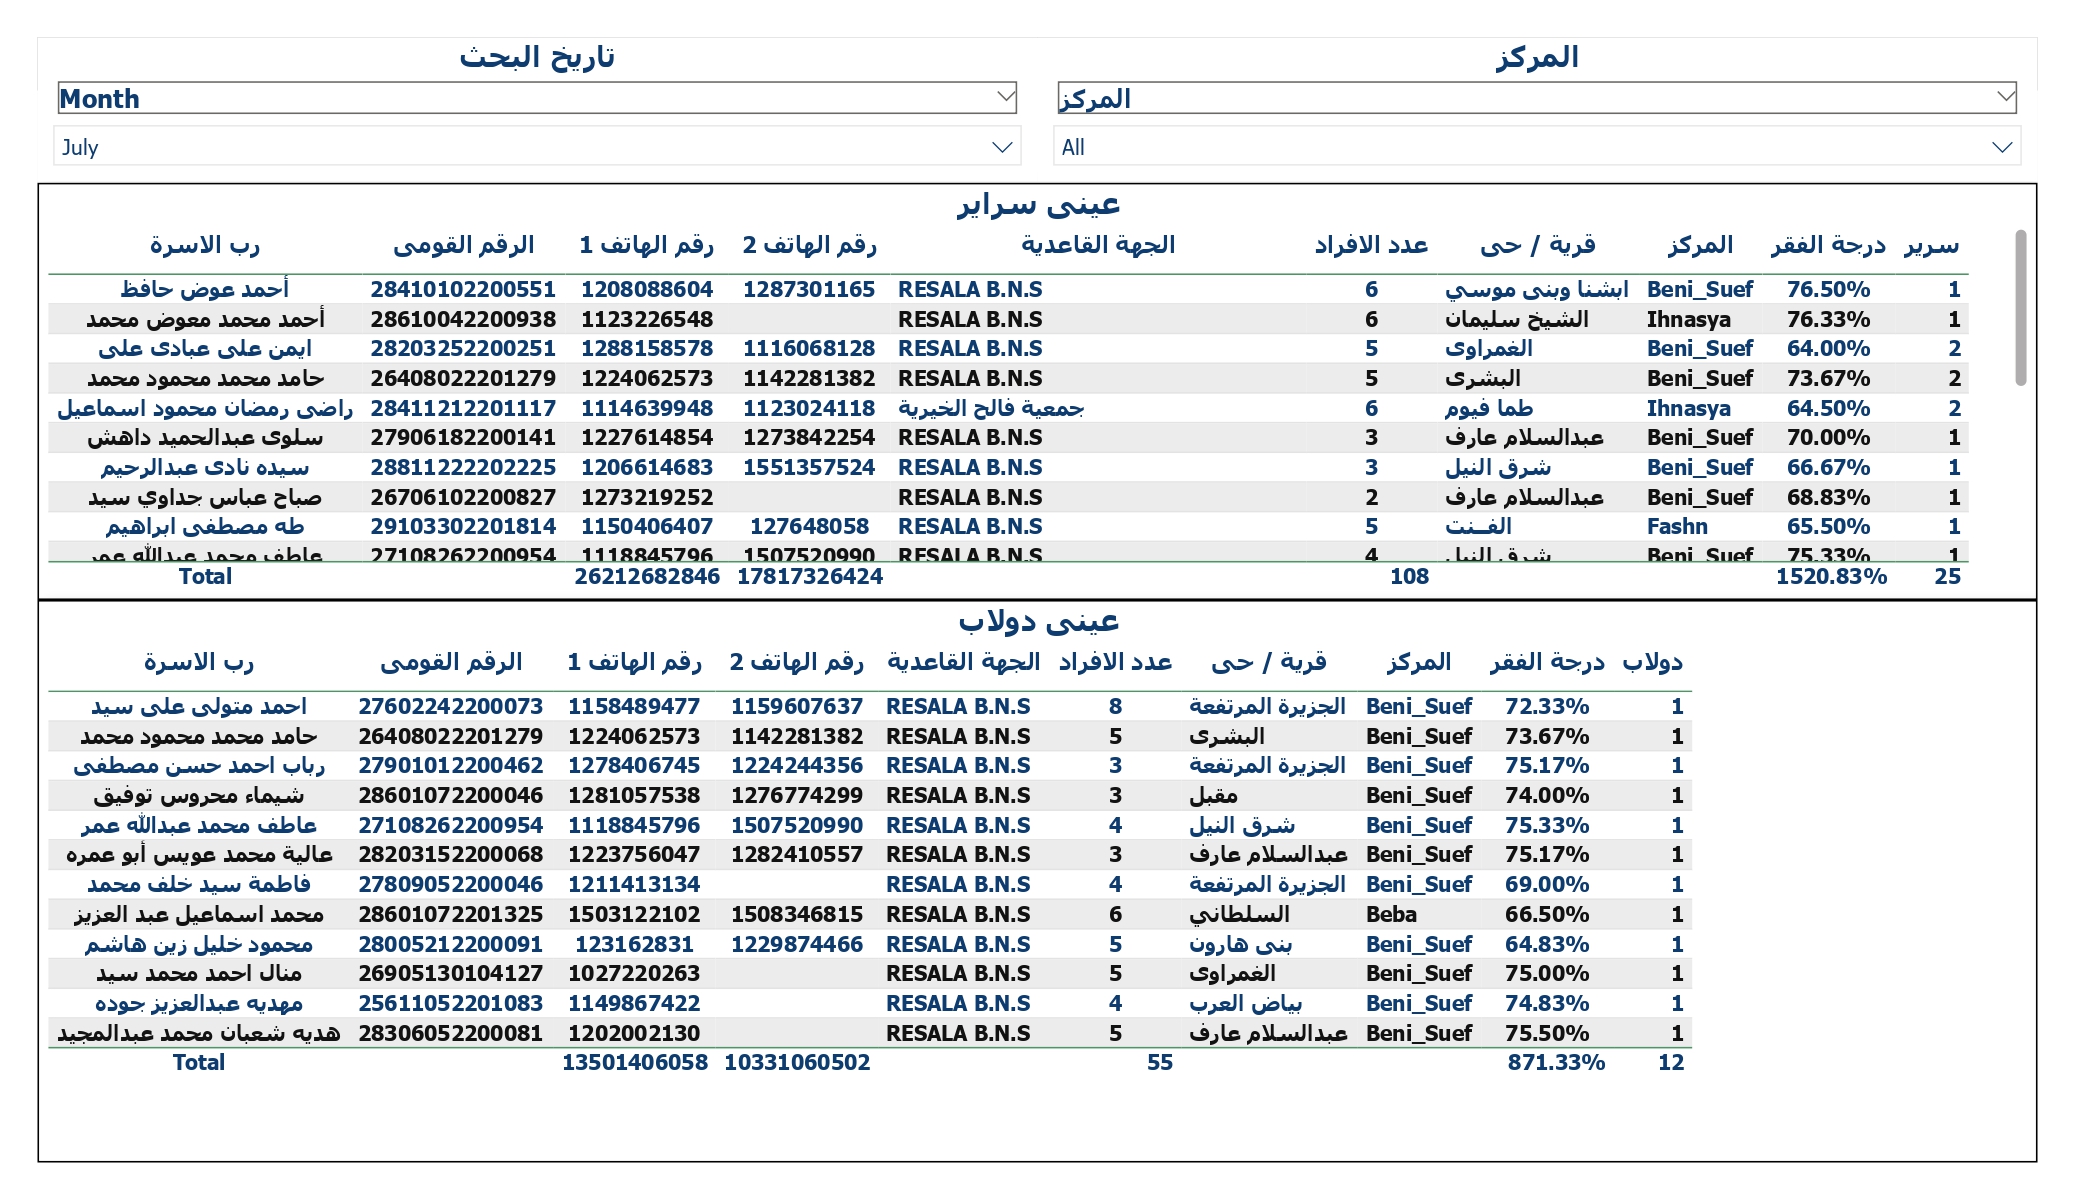 تاريخ البحث المركز
Month المركز
July All
عينى سراير
رب الاسرة الرقم القومى رقم الهاتف 1 رقم الهاتف 2 الجهة القاعدية عدد الافراد قرية / حى المركز درجة الفقر سرير
أحمد عوض حافظ 28410102200551 1208088604 1287301165 RESALA B.N.S 6 ابشنا وبنى موسي Beni_Suef 76.50% 1
أحمد محمد معوض محمد 28610042200938 1123226548 RESALA B.N.S 6 الشيخ سليمان Ihnasya 76.33% 1
ايمن على عبادى على 28203252200251 1288158578 1116068128 RESALA B.N.S 5 الغمراوى Beni_Suef 64.00% 2
حامد محمد محمود محمد 26408022201279 1224062573 1142281382 RESALA B.N.S 5 البشرى Beni_Suef 73.67% 2
راضى رمضان محمود اسماعيل 28411212201117 1114639948 1123024118 جمعية فالح الخيرية 6 طما فيوم Ihnasya 64.50% 2
سلوى عبدالحميد داهش 27906182200141 1227614854 1273842254 RESALA B.N.S 3 عبدالسلام عارف Beni_Suef 70.00% 1
سيده نادى عبدالرحيم 28811222202225 1206614683 1551357524 RESALA B.N.S 3 شرق النيل Beni_Suef 66.67% 1
صباح عباس جداوي سيد 26706102200827 1273219252 RESALA B.N.S 2 عبدالسلام عارف Beni_Suef 68.83% 1
طه مصطفى ابراهيم 29103302201814 1150406407 127648058 RESALA B.N.S 5 الفـنت Fashn 65.50% 1
عاطف محمد عبدالله عمر 27108262200954 1118845796 1507520990 RESALA B.N.S 4 شرق النيل Beni_Suef 75.33% 1
Total 26212682846 17817326424 108 1520.83% 25
عينى دولاب
رب الاسرة الرقم القومى رقم الهاتف 1 رقم الهاتف 2 الجهة القاعدية عدد الافراد قرية / حى المركز درجة الفقر دولاب
احمد متولى على سيد 27602242200073 1158489477 1159607637 RESALA B.N.S 8 الجزيرة المرتفعة Beni_Suef 72.33% 1
حامد محمد محمود محمد 26408022201279 1224062573 1142281382 RESALA B.N.S 5 البشرى Beni_Suef 73.67% 1
رباب احمد حسن مصطفى 27901012200462 1278406745 1224244356 RESALA B.N.S 3 الجزيرة المرتفعة Beni_Suef 75.17% 1
شيماء محروس توفيق 28601072200046 1281057538 1276774299 RESALA B.N.S 3 مقبل Beni_Suef 74.00% 1
عاطف محمد عبدالله عمر 27108262200954 1118845796 1507520990 RESALA B.N.S 4 شرق النيل Beni_Suef 75.33% 1
عالية محمد عويس أبو عمره 28203152200068 1223756047 1282410557 RESALA B.N.S 3 عبدالسلام عارف Beni_Suef 75.17% 1
فاطمة سيد خلف محمد 27809052200046 1211413134 RESALA B.N.S 4 الجزيرة المرتفعة Beni_Suef 69.00% 1
محمد اسماعيل عبد العزيز 28601072201325 1503122102 1508346815 RESALA B.N.S 6 السلطاني Beba 66.50% 1
محمود خليل زين هاشم 28005212200091 123162831 1229874466 RESALA B.N.S 5 بنى هارون Beni_Suef 64.83% 1
منال احمد محمد سيد 26905130104127 1027220263 RESALA B.N.S 5 الغمراوى Beni_Suef 75.00% 1
مهديه عبدالعزيز جوده 25611052201083 1149867422 RESALA B.N.S 4 بياض العرب Beni_Suef 74.83% 1
هديه شعبان محمد عبدالمجيد 28306052200081 1202002130 RESALA B.N.S 5 عبدالسلام عارف Beni_Suef 75.50% 1
Total 13501406058 10331060502 55 871.33% 12